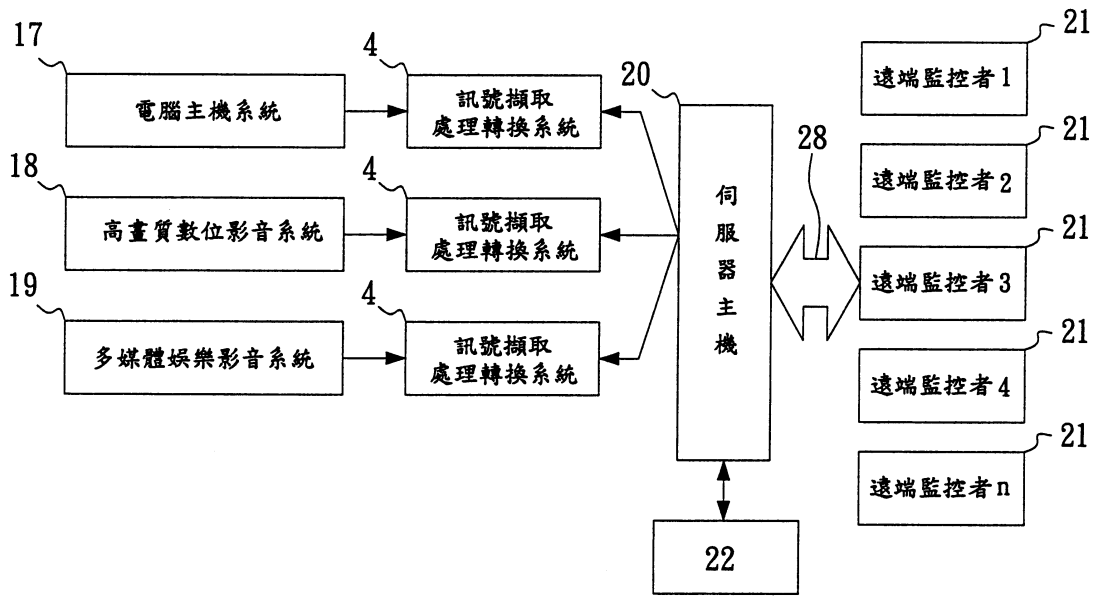 17
電腦主機系統
4
訊號擷取
處理轉換系統
18
高畫質數位影音系統
4
訊號擷取
處理轉換系統
19
多媒體娛樂影音系統
4
訊號擷取
處理轉換系統
20
伺服器主機
28
21
遠端監控者1
21
遠端監控者2
21
遠端監控者3
21
遠端監控者4
21
遠端監控者n
22